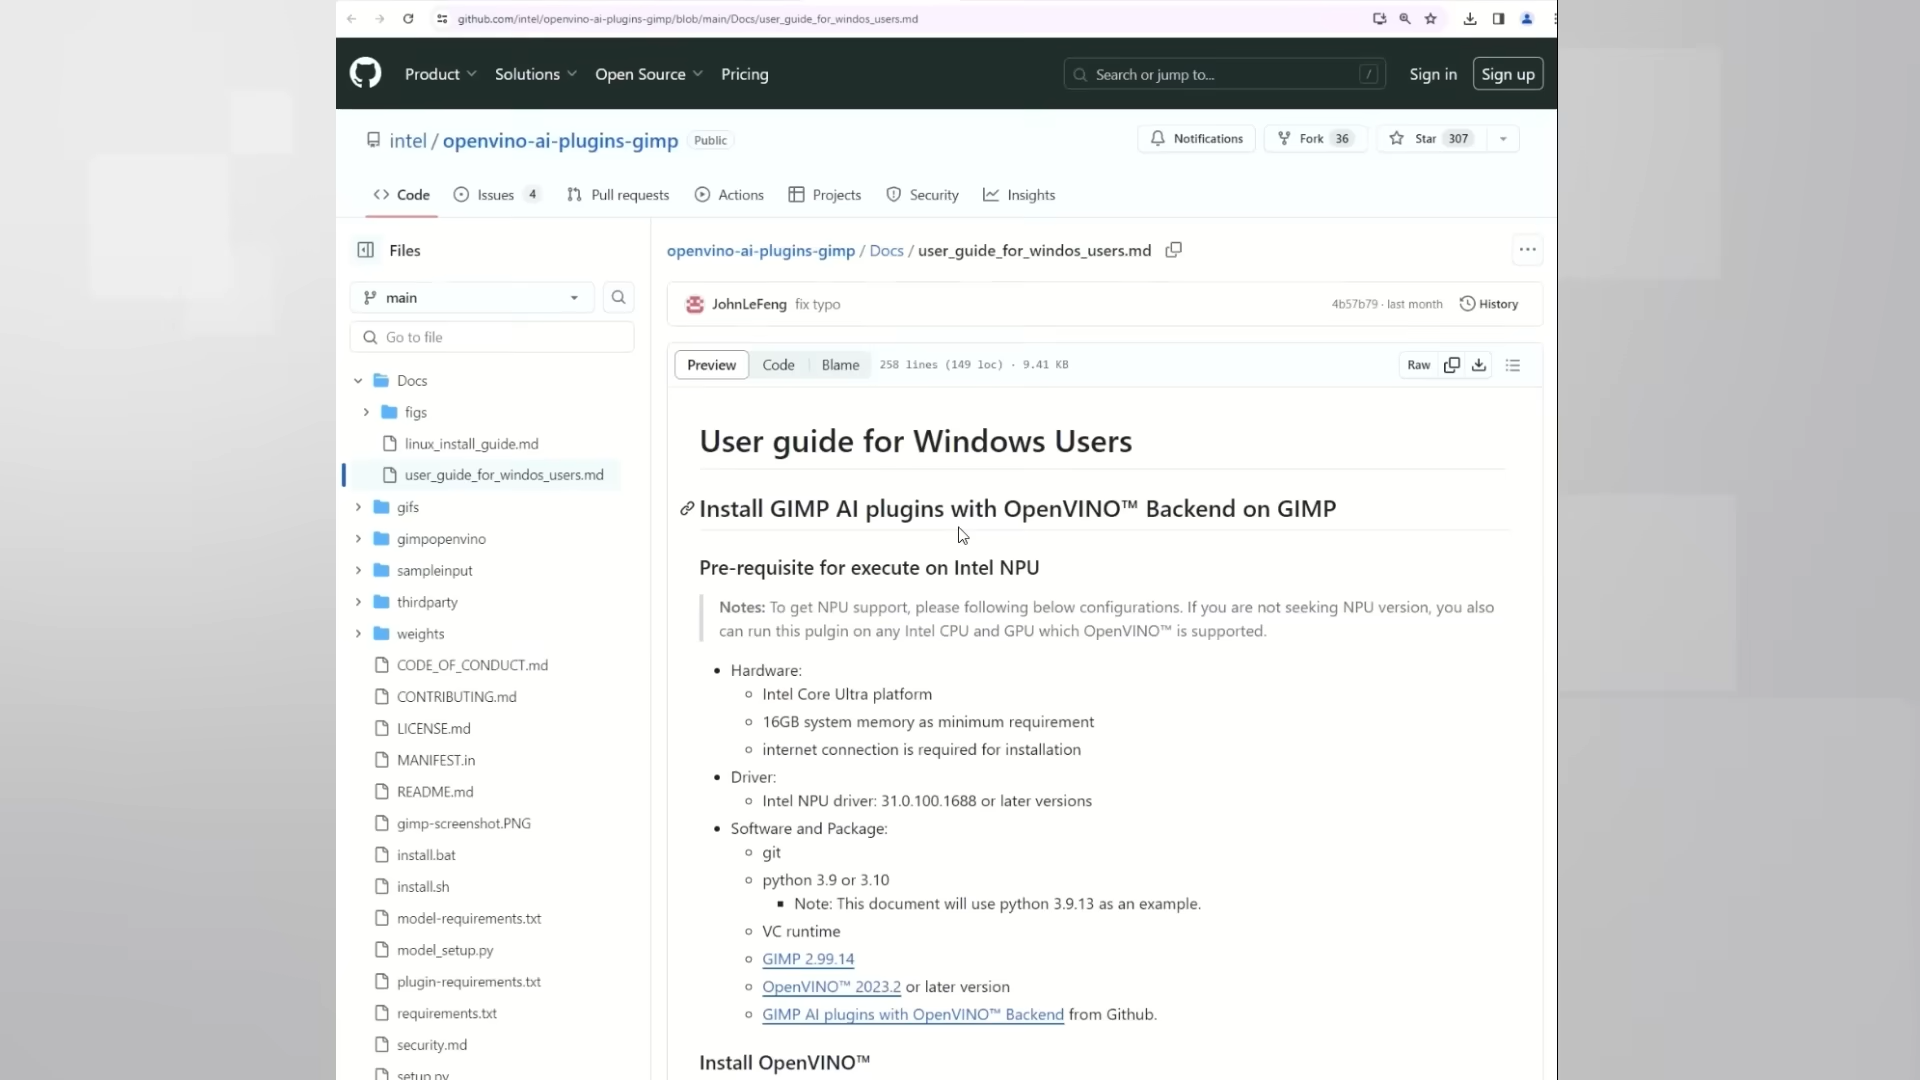 github.com/intel/openvino-ai-plugins-gimp/blob/main/Docs/user_guide_for_windos_users.md
Product Solutions Open Source Pricing
Search or jump to... /
Sign in Sign up
intel / openvino-ai-plugins-gimp Public
Notifications Fork 36 Star 307
Code Issues 4 Pull requests Actions Projects Security Insights
Files
main
Go to file
Docs
figs
linux_install_guide.md
user_guide_for_windos_users.md
gifs
gimpopenvino
sampleinput
thirdparty
weights
CODE_OF_CONDUCT.md
CONTRIBUTING.md
LICENSE.md
MANIFEST.in
README.md
gimp-screenshot.PNG
install.bat
install.sh
model-requirements.txt
model_setup.py
plugin-requirements.txt
requirements.txt
security.md
setup.py
openvino-ai-plugins-gimp / Docs / user_guide_for_windos_users.md
JohnLeFeng fix typo 4b57b79 · last month History
Preview Code Blame 258 lines (149 loc) · 9.41 KB Raw
User guide for Windows Users
Install GIMP AI plugins with OpenVINO™ Backend on GIMP
Pre-requisite for execute on Intel NPU
Notes: To get NPU support, please following below configurations. If you are not seeking NPU version, you also
can run this pulgin on any Intel CPU and GPU which OpenVINO™ is supported.
Hardware:
Intel Core Ultra platform
16GB system memory as minimum requirement
internet connection is required for installation
Driver:
Intel NPU driver: 31.0.100.1688 or later versions
Software and Package:
git
python 3.9 or 3.10
Note: This document will use python 3.9.13 as an example.
VC runtime
GIMP 2.99.14
OpenVINO™ 2023.2 or later version
GIMP AI plugins with OpenVINO™ Backend from Github.
Install OpenVINO™